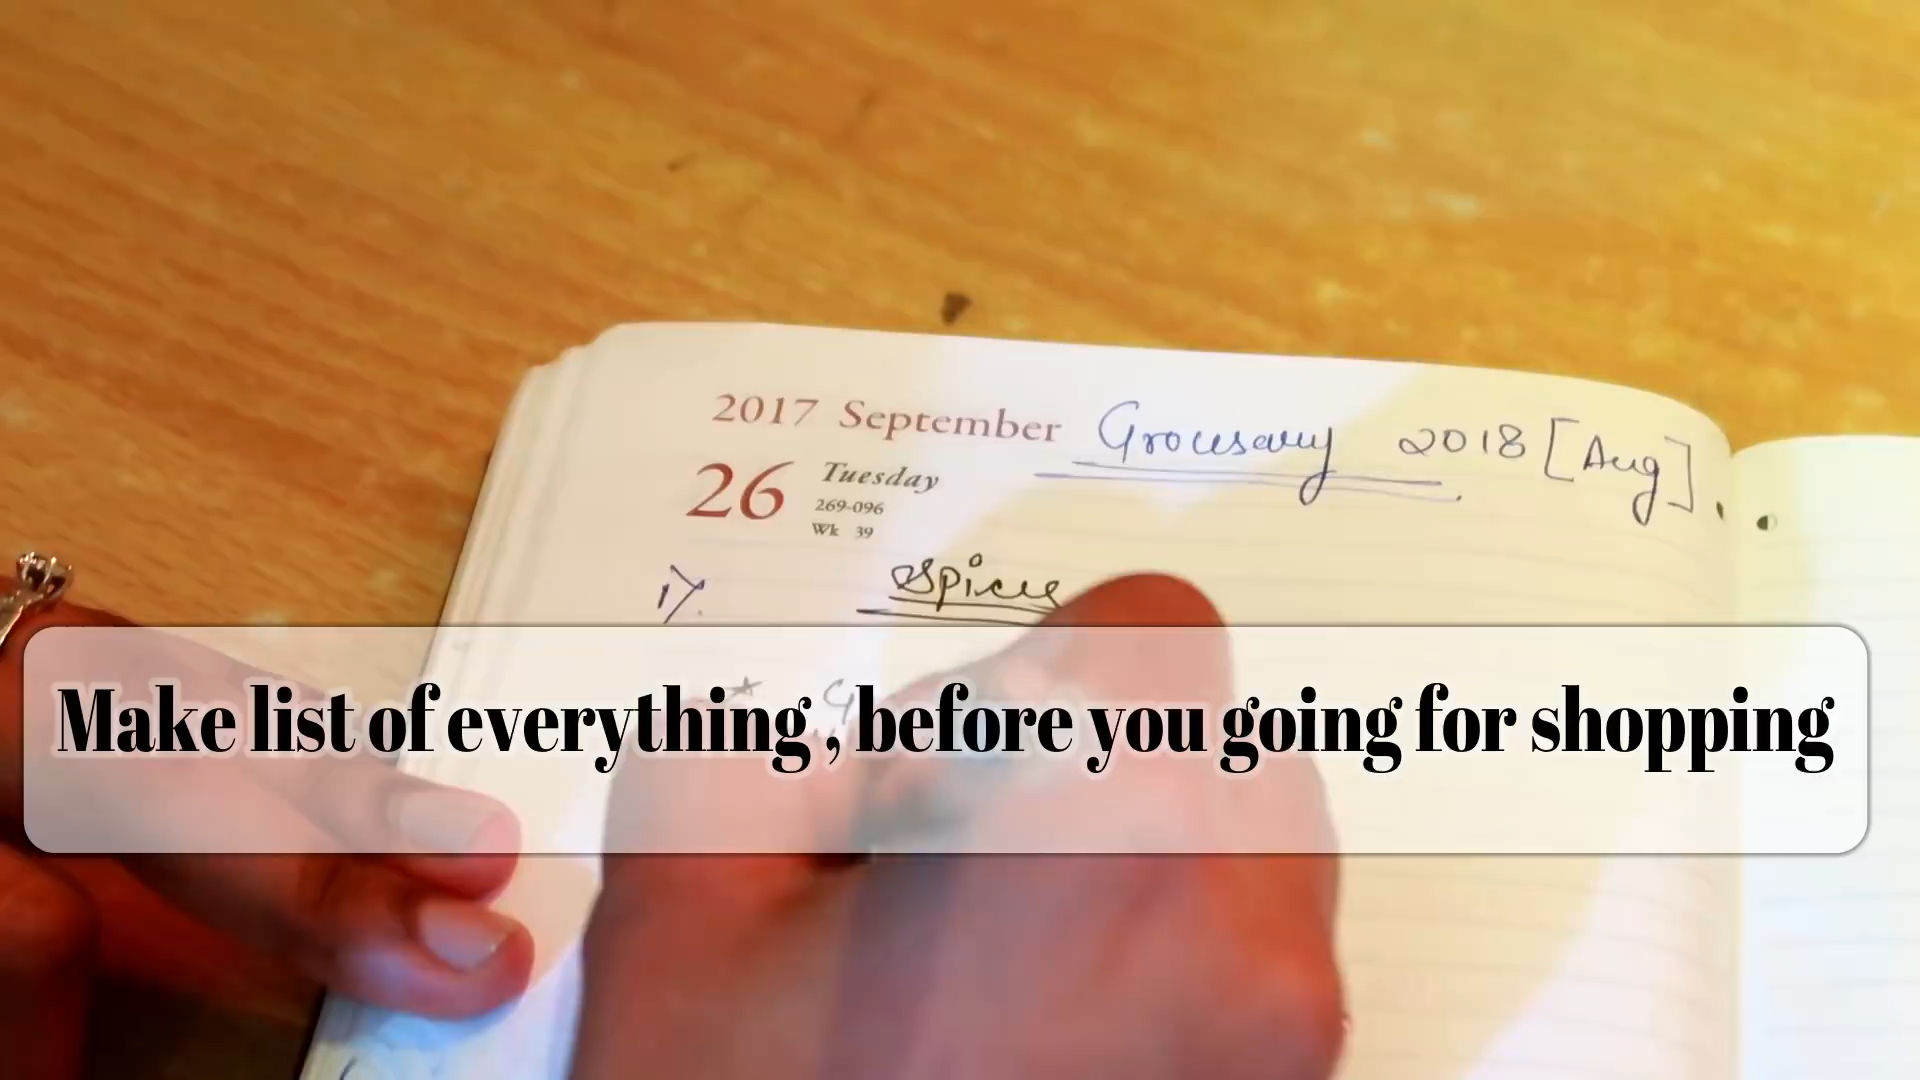 2017 September Grousary 2018 [Aug].
26 Tuesday
269-096
Wk 39
1). Spices
Make list of everything, before you going for shopping